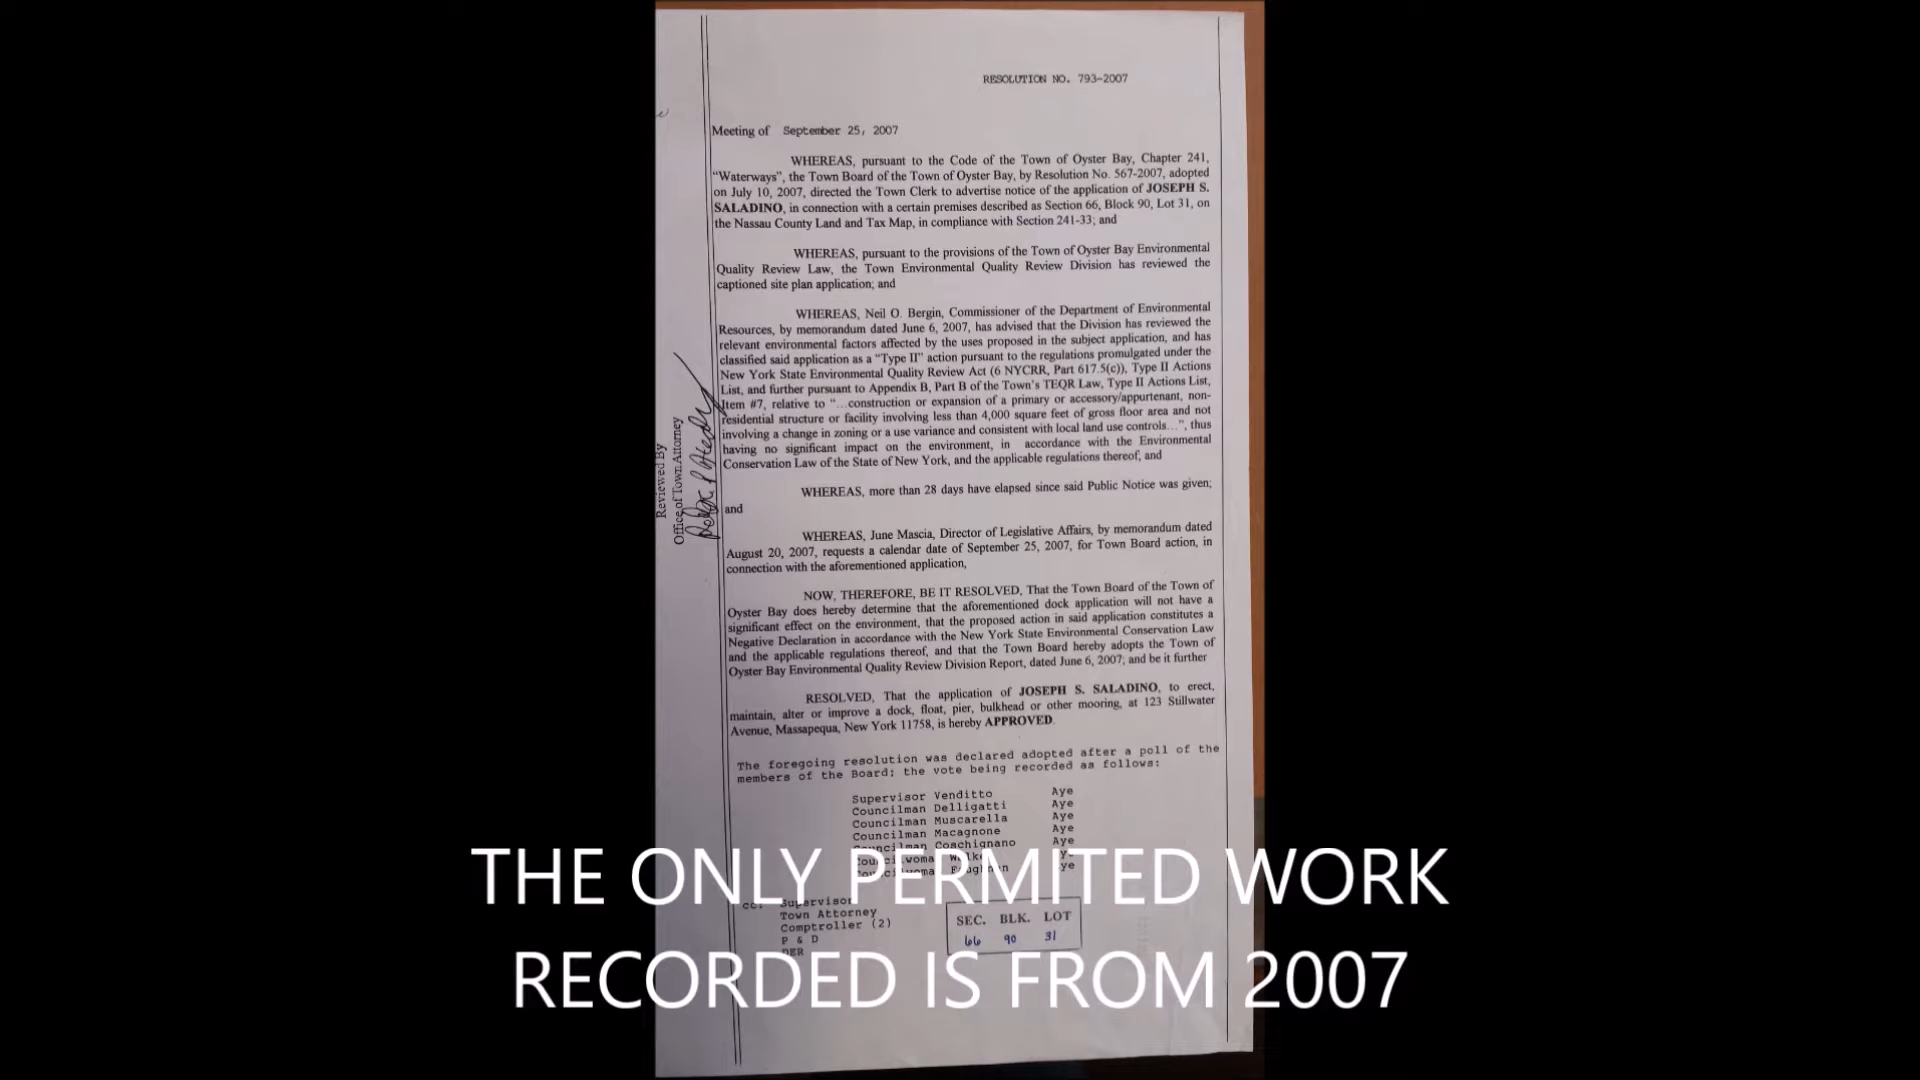 RESOLUTION NO. 793-2007
Meeting of September 25, 2007
WHEREAS, pursuant to the Code of the Town of Oyster Bay, Chapter 241,
"Waterways", the Town Board of the Town of Oyster Bay, by Resolution No. 567-2007, adopted
on July 10, 2007, directed the Town Clerk to advertise notice of the application of JOSEPH S.
SALADINO, in connection with a certain premises described as Section 66, Block 90, Lot 31, on
the Nassau County Land and Tax Map, in compliance with Section 241-33; and
WHEREAS, pursuant to the provisions of the Town of Oyster Bay Environmental
Quality Review Law, the Town Environmental Quality Review Division has reviewed the
captioned site plan application; and
WHEREAS, Neil O. Bergin, Commissioner of the Department of Environmental
Resources, by memorandum dated June 6, 2007, has advised that the Division has reviewed the
relevant environmental factors affected by the uses proposed in the subject application, and has
classified said application as a "Type II" action pursuant to the regulations promulgated under the
New York State Environmental Quality Review Act (6 NYCRR, Part 617.5(c)), Type II Actions
List, and further pursuant to Appendix B, Part B of the Town's TEQR Law, Type II Actions List,
Item #7, relative to "…construction or expansion of a primary or accessory/appurtenant, non-
residential structure or facility involving less than 4,000 square feet of gross floor area and not
involving a change in zoning or a use variance and consistent with local land use controls…", thus
having no significant impact on the environment, in accordance with the Environmental
Conservation Law of the State of New York, and the applicable regulations thereof, and
WHEREAS, more than 28 days have elapsed since said Public Notice was given;
and
WHEREAS, June Mascia, Director of Legislative Affairs, by memorandum dated
August 20, 2007, requests a calendar date of September 25, 2007, for Town Board action, in
connection with the aforementioned application,
NOW, THEREFORE, BE IT RESOLVED, That the Town Board of the Town of
Oyster Bay does hereby determine that the aforementioned dock application will not have a
significant effect on the environment, that the proposed action in said application constitutes a
Negative Declaration in accordance with the New York State Environmental Conservation Law
and the applicable regulations thereof, and that the Town Board hereby adopts the Town of
Oyster Bay Environmental Quality Review Division Report, dated June 6, 2007; and be it further
RESOLVED, That the application of JOSEPH S. SALADINO, to erect,
maintain, alter or improve a dock, float, pier, bulkhead or other mooring, at 123 Stillwater
Avenue, Massapequa, New York 11758, is hereby APPROVED.
The foregoing resolution was declared adopted after a poll of the
members of the Board; the vote being recorded as follows:
Supervisor Venditto Aye
Councilman Delligatti Aye
Councilman Muscarella Aye
Councilman Macagnone Aye
Councilman Coschignano Aye
cc: Supervisor
Town Attorney
Comptroller (2)
P & D
DER
SEC. BLK. LOT
66 90 31
Reviewed By
Office of Town Attorney
THE ONLY PERMITED WORK
RECORDED IS FROM 2007